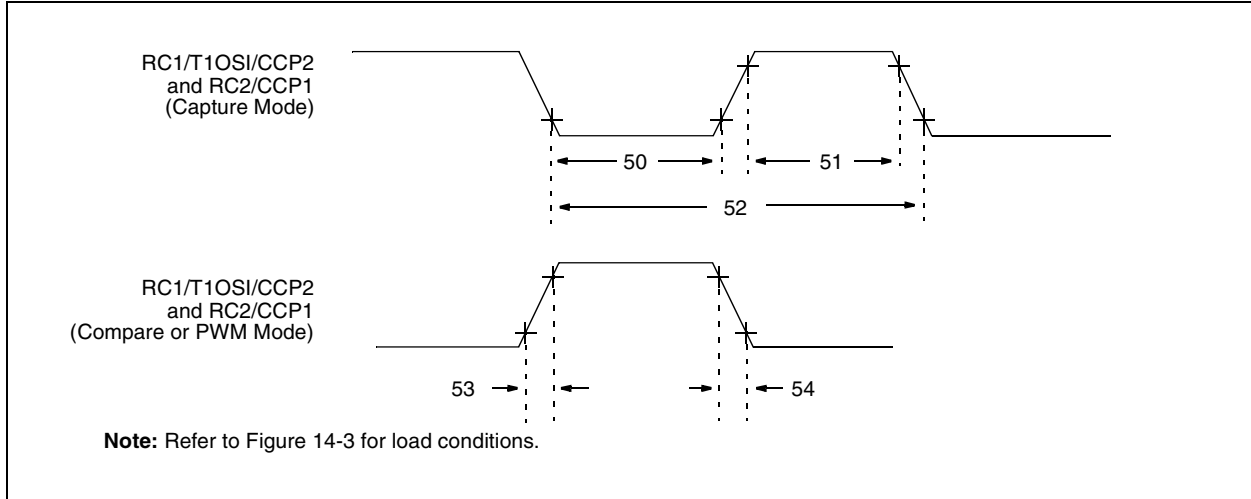 RC1/T1OSI/CCP2
and RC2/CCP1
(Capture Mode)
50
51
52
RC1/T1OSI/CCP2
and RC2/CCP1
(Compare or PWM Mode)
53
54
Note: Refer to Figure 14-3 for load conditions.